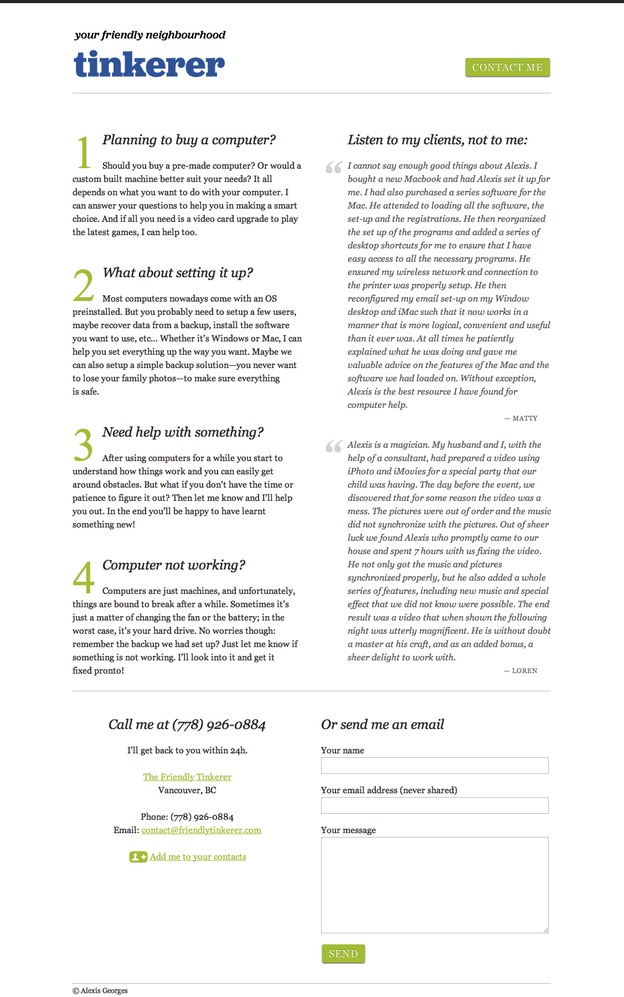 your friendly neighbourhood
tinkerer
CONTACT ME
1
Planning to buy a computer?
Should you buy a pre-made computer? Or would a
custom built machine better suit your needs? It all
depends on what you want to do with your computer. I
can answer your questions to help you in making a smart
choice. And if all you need is a video card upgrade to play
the latest games, I can help too.
2
What about setting it up?
Most computers nowadays come with an OS
preinstalled. But you probably need to setup a few users,
maybe recover data from a backup, install the software
you want to use, etc... Whether it's Windows or Mac, I can
help you set everything up the way you want. Maybe we
can also setup a simple backup solution—you never want
to lose your family photos—to make sure everything
is safe.
3
Need help with something?
After using computers for a while you start to
understand how things work and you can easily get
around obstacles. But what if you don't have the time or
patience to figure it out? Then let me know and I'll help
you out. In the end you'll be happy to have learnt
something new!
4
Computer not working?
Computers are just machines, and unfortunately,
things are bound to break after a while. Sometimes it's
just a matter of changing the fan or the battery; in the
worst case, it's your hard drive. No worries though:
remember the backup we had set up? Just let me know if
something is not working. I'll look into it and get it
fixed pronto!
Listen to my clients, not to me:
“
I cannot say enough good things about Alexis. I
bought a new Macbook and had Alexis set it up for
me. I had also purchased a series software for the
Mac. He attended to loading all the software, the
set-up and the registrations. He then reorganized
the set up of the programs and added a series of
desktop shortcuts for me to ensure that I have
easy access to all the necessary programs. He
ensured my wireless network and connection to
the printer was properly setup. He then
reconfigured my email set-up on my Window
desktop and iMac such that it now works in a
manner that is more logical, convenient and useful
than it ever was. At all times he patiently
explained what he was doing and gave me
valuable advice on the features of the Mac and the
software we had loaded on. Without exception,
Alexis is the best resource I have found for
computer help.
— MATTY
“
Alexis is a magician. My husband and I, with the
help of a consultant, had prepared a video using
iPhoto and iMovies for a special party that our
child was having. The day before the event, we
discovered that for some reason the video was a
mess. The pictures were out of order and the music
did not synchronize with the pictures. Out of sheer
luck we found Alexis who promptly came to our
house and spent 7 hours with us fixing the video.
He not only got the music and pictures
synchronized properly, but he also added a whole
series of features, including new music and special
effect that we did not know were possible. The end
result was a video that when shown the following
night was utterly magnificent. He is without doubt
a master at his craft, and as an added bonus, a
sheer delight to work with.
— LOREN
Call me at (778) 926-0884
I'll get back to you within 24h.
The Friendly Tinkerer
Vancouver, BC
Phone: (778) 926-0884
Email: contact@friendlytinkerer.com
Add me to your contacts
Or send me an email
Your name
Your email address (never shared)
Your message
SEND
© Alexis Georges